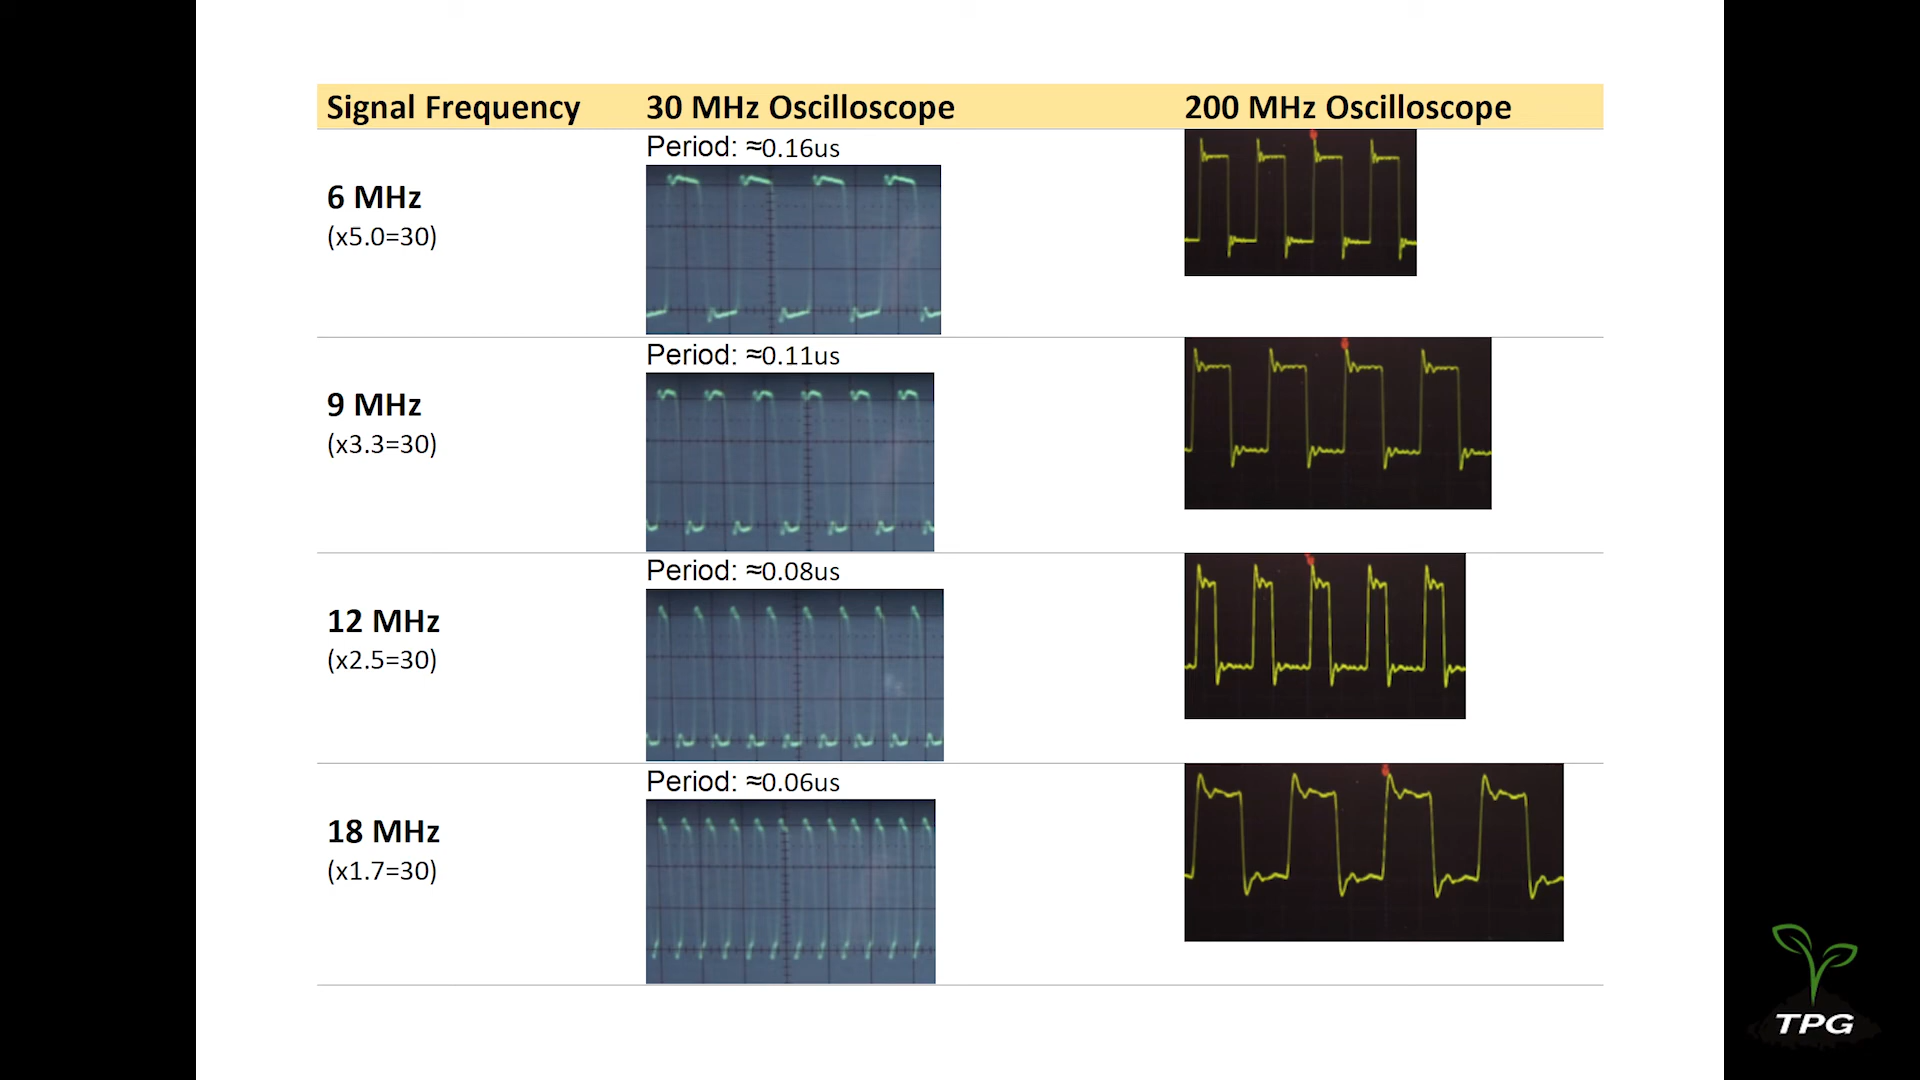 Signal Frequency 30 MHz Oscilloscope 200 MHz Oscilloscope
Period: ≈0.16us
6 MHz
(x5.0=30)
Period: ≈0.11us
9 MHz
(x3.3=30)
Period: ≈0.08us
12 MHz
(x2.5=30)
Period: ≈0.06us
18 MHz
(x1.7=30)
TPG